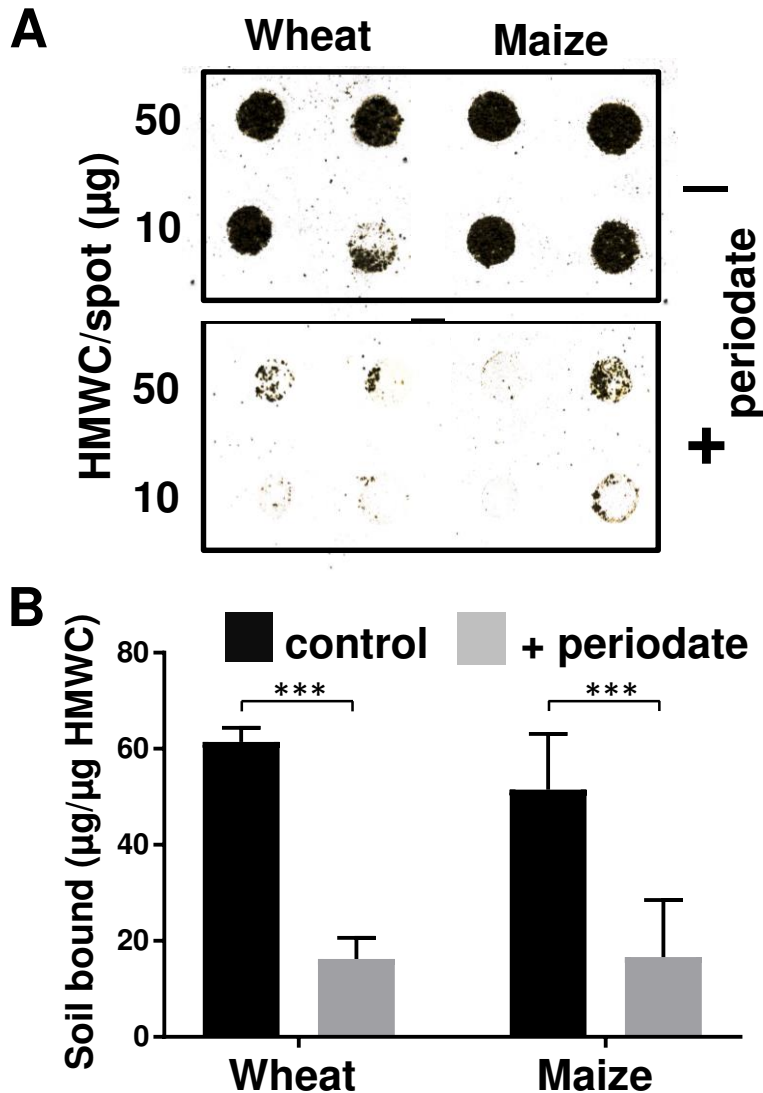 A
Wheat Maize
HMWC/spot (µg)
50
10
50
10
–
+
periodate
B
control + periodate
Soil bound (µg/µg HMWC)
80
60
40
20
0
*** ***
Wheat Maize